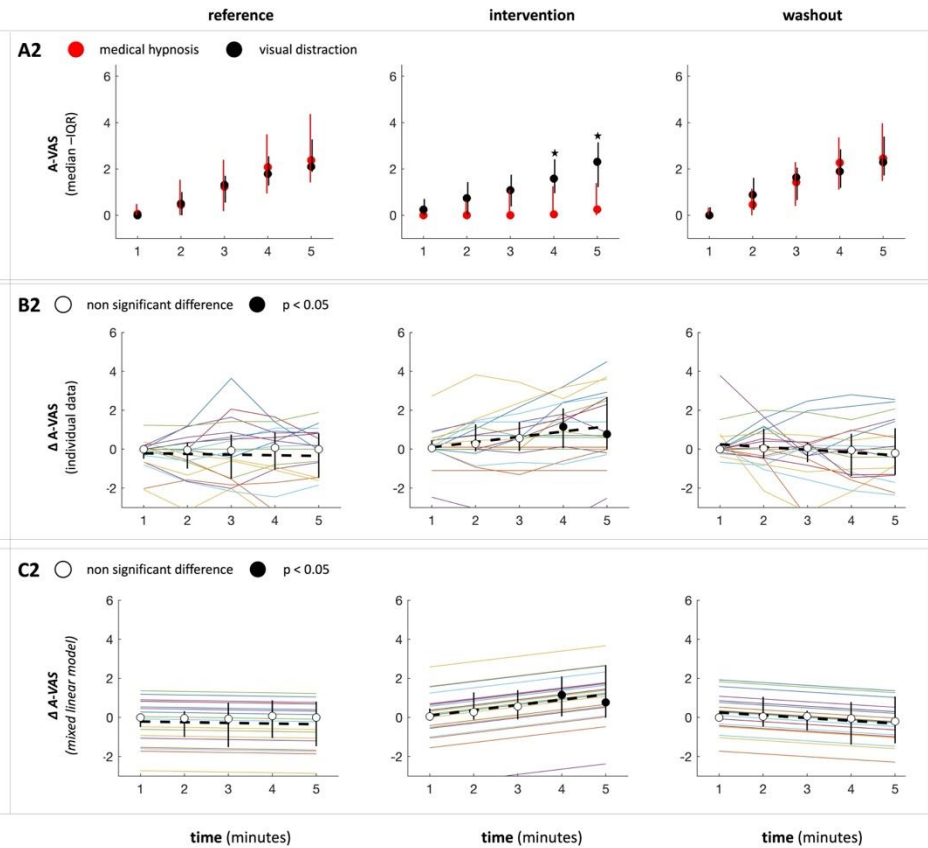 reference intervention washout
A2 medical hypnosis visual distraction
A-VAS
(median –IQR)
6 6 6
4 4 4
2 2 2
0 0 0
1 2 3 4 5 1 2 3 4 5 1 2 3 4 5
B2 non significant difference p < 0.05
Δ A-VAS
(individual data)
6 6 6
4 4 4
2 2 2
0 0 0
-2 -2 -2
1 2 3 4 5 1 2 3 4 5 1 2 3 4 5
C2 non significant difference p < 0.05
Δ A-VAS
(mixed linear model)
6 6 6
4 4 4
2 2 2
0 0 0
-2 -2 -2
1 2 3 4 5 1 2 3 4 5 1 2 3 4 5
time (minutes) time (minutes) time (minutes)